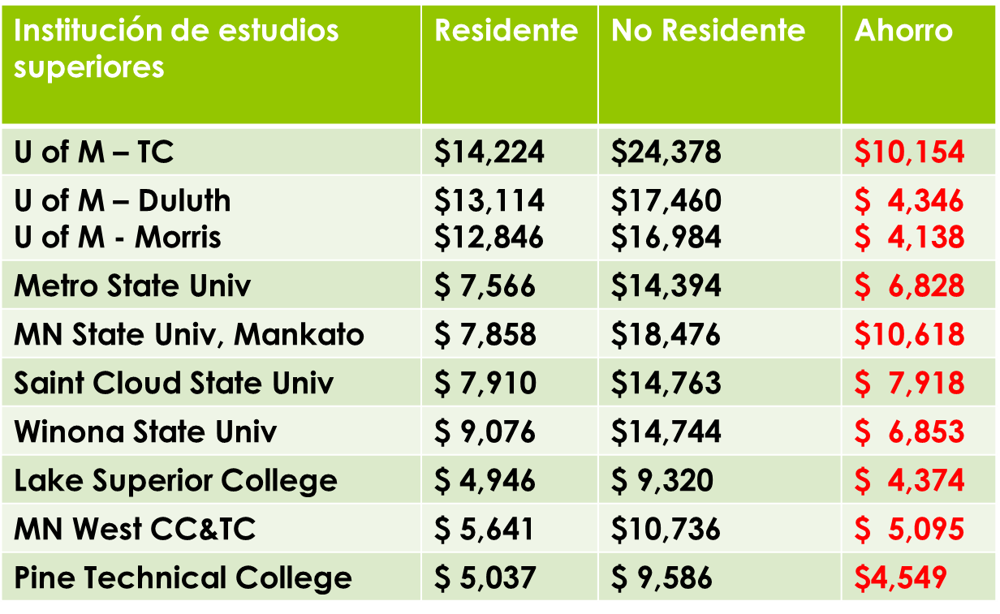 Institución de estudios superiores Residente No Residente Ahorro
U of M – TC $14,224 $24,378 $10,154
U of M – Duluth $13,114 $17,460 $ 4,346
U of M - Morris $12,846 $16,984 $ 4,138
Metro State Univ $ 7,566 $14,394 $ 6,828
MN State Univ, Mankato $ 7,858 $18,476 $10,618
Saint Cloud State Univ $ 7,910 $14,763 $ 7,918
Winona State Univ $ 9,076 $14,744 $ 6,853
Lake Superior College $ 4,946 $ 9,320 $ 4,374
MN West CC&TC $ 5,641 $10,736 $ 5,095
Pine Technical College $ 5,037 $ 9,586 $4,549